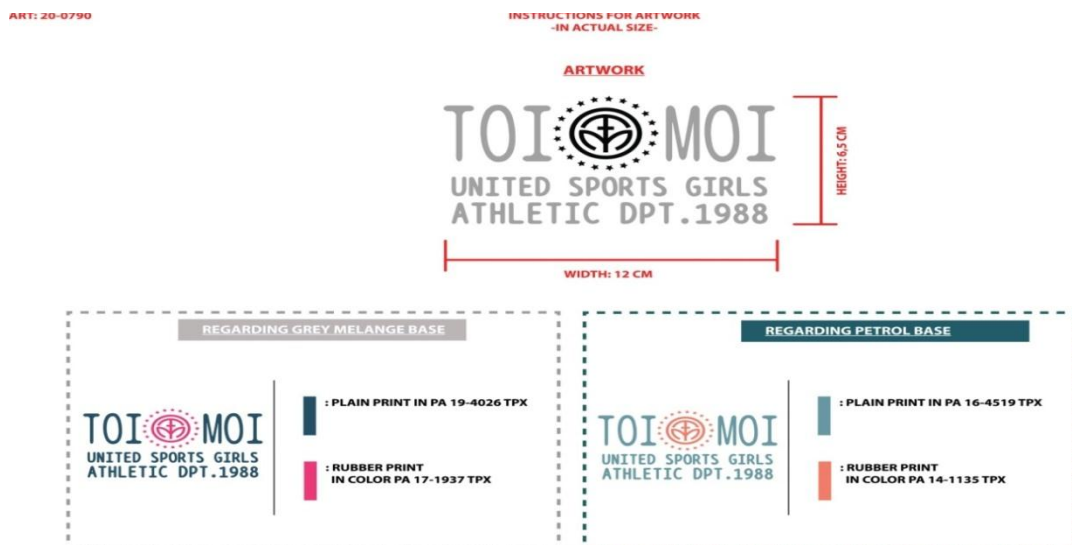 ART: 20-0790
INSTRUCTIONS FOR ARTWORK
-IN ACTUAL SIZE-
ARTWORK
TOI MOI
UNITED SPORTS GIRLS
ATHLETIC DPT.1988
HEIGHT: 6,5 CM
WIDTH: 12 CM
REGARDING GREY MELANGE BASE
TOI MOI
UNITED SPORTS GIRLS
ATHLETIC DPT.1988
: PLAIN PRINT IN PA 19-4026 TPX
: RUBBER PRINT
IN COLOR PA 17-1937 TPX
REGARDING PETROL BASE
TOI MOI
UNITED SPORTS GIRLS
ATHLETIC DPT.1988
: PLAIN PRINT IN PA 16-4519 TPX
: RUBBER PRINT
IN COLOR PA 14-1135 TPX